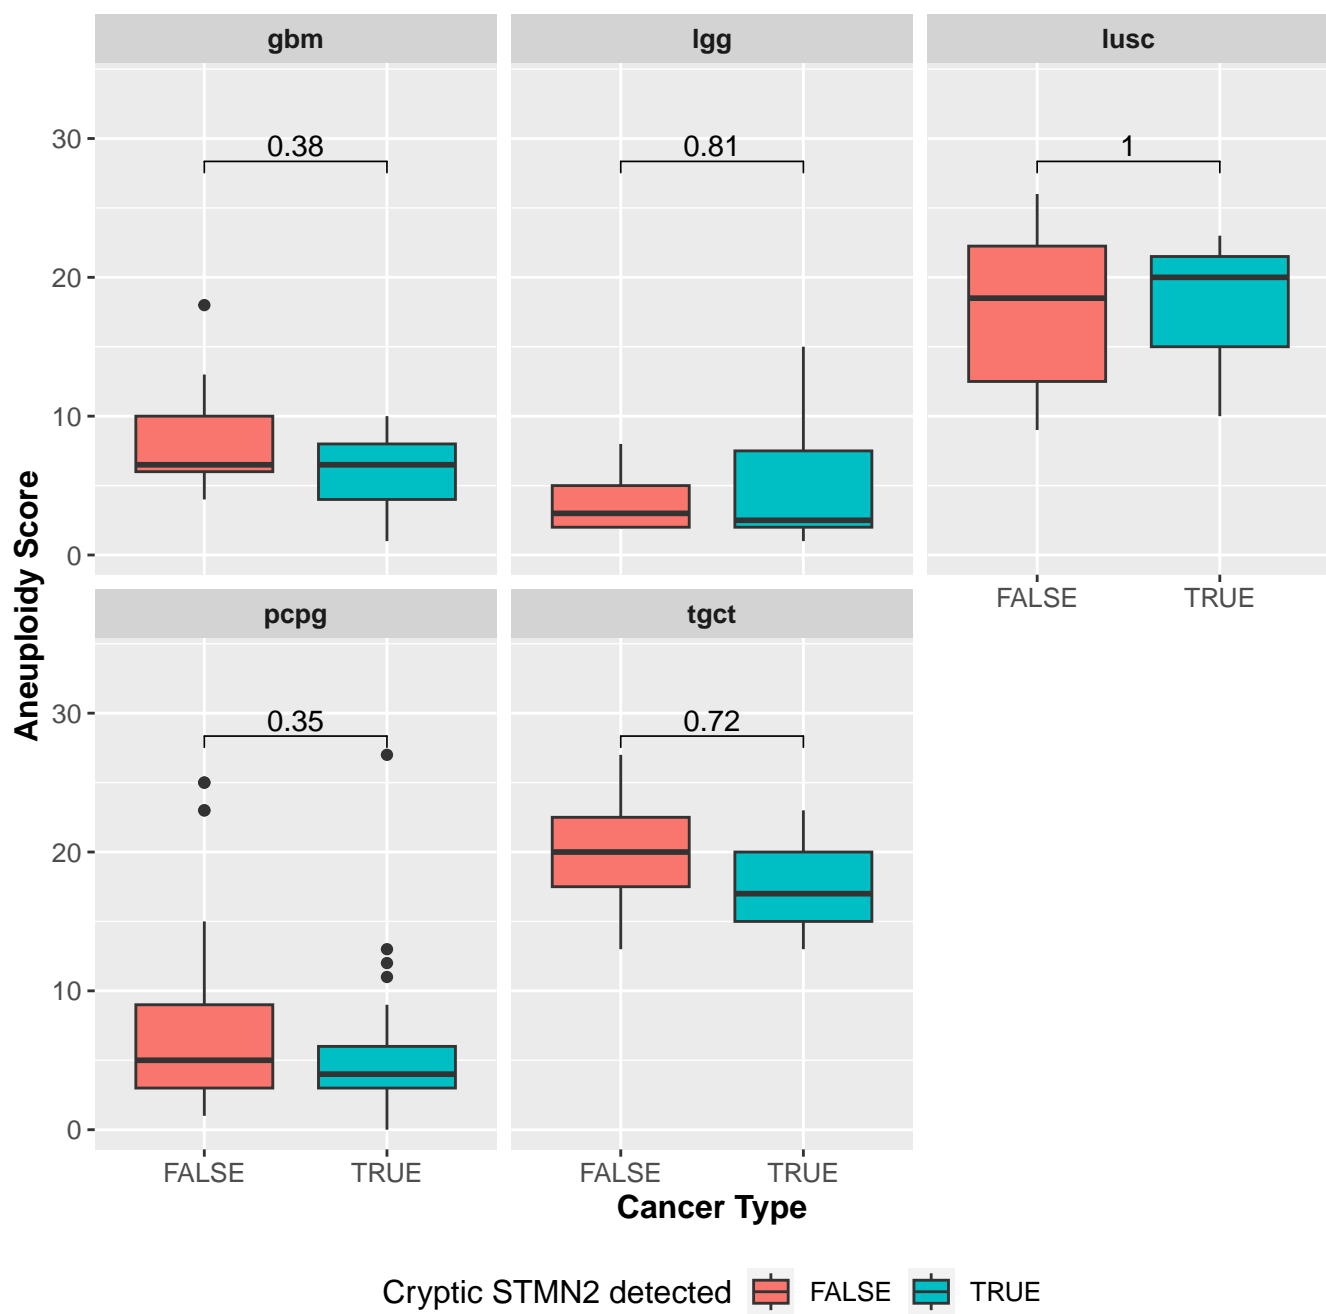 gbm
lgg
lusc
0.38
0.81
1
30
20
10
0
FALSE
TRUE
Aneuploidy Score
pcpg
tgct
0.35
0.72
30
20
10
0
FALSE
TRUE
FALSE
TRUE
Cancer Type
Cryptic STMN2 detected FALSE TRUE